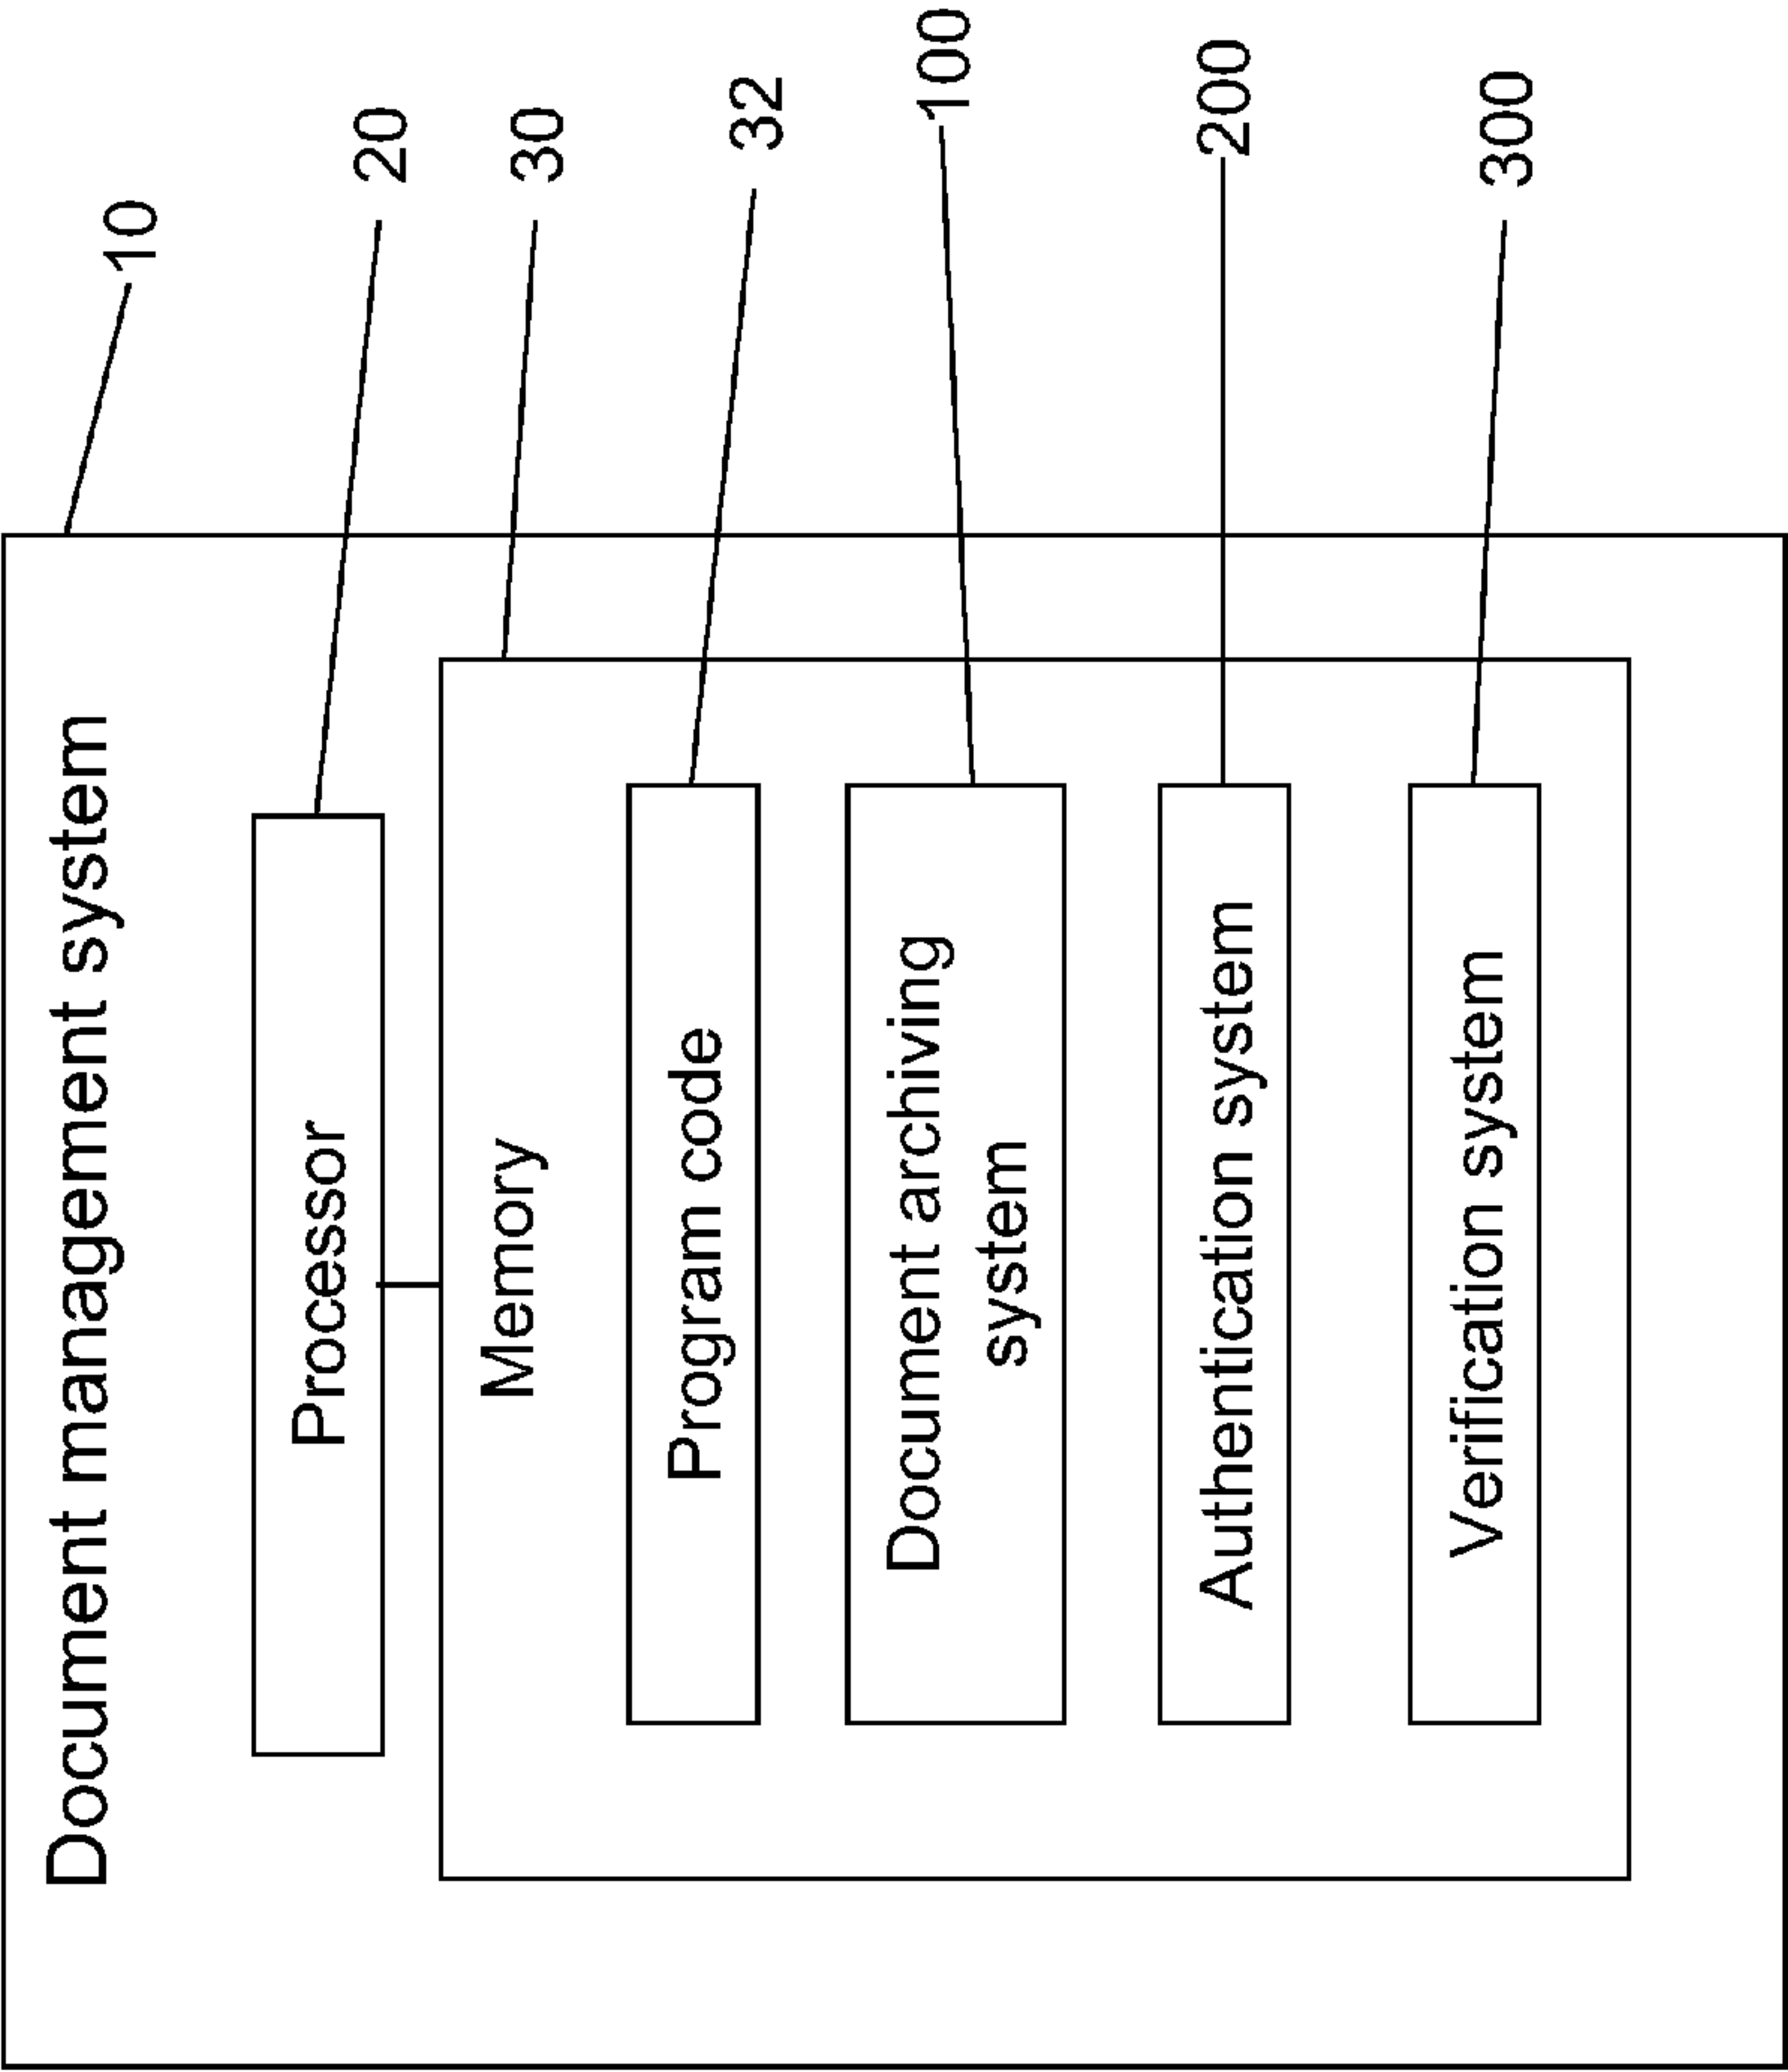 Document management system
10
Processor
20
Memory
30
Program code
32
Document archiving
system
100
Authentication system
200
Verification system
300